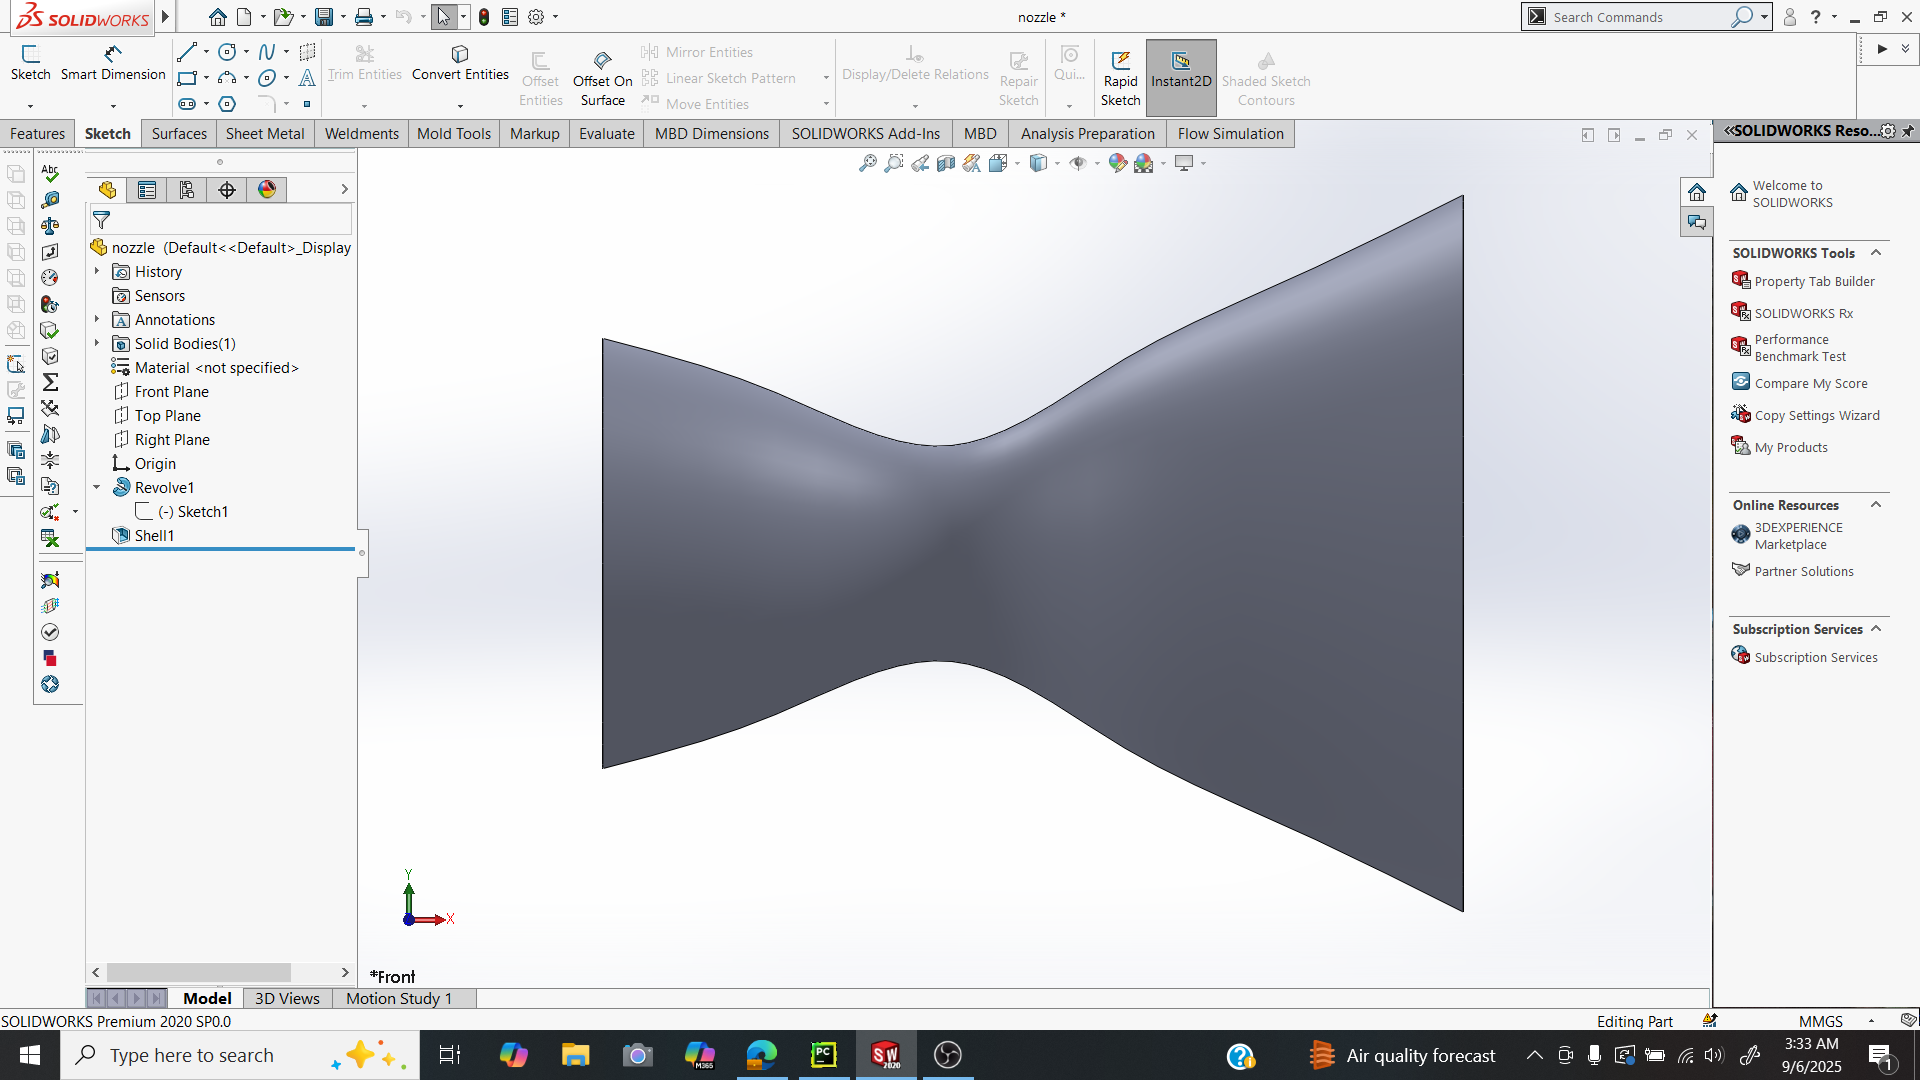 SOLIDWORKS
nozzle *
Search Commands
Sketch
Smart Dimension
Trim Entities
Convert Entities
Offset
Entities
Offset On
Surface
Mirror Entities
Linear Sketch Pattern
Move Entities
Display/Delete Relations
Repair
Sketch
Qui...
Rapid
Sketch
Instant2D
Shaded Sketch
Contours
Features
Sketch
Surfaces
Sheet Metal
Weldments
Mold Tools
Markup
Evaluate
MBD Dimensions
SOLIDWORKS Add-Ins
MBD
Analysis Preparation
Flow Simulation
SOLIDWORKS Reso...
Abc
nozzle (Default<<Default>_Display
History
Sensors
Annotations
Solid Bodies(1)
Material <not specified>
Front Plane
Top Plane
Right Plane
Origin
Revolve1
(-) Sketch1
Shell1
Y
X
*Front
Welcome to
SOLIDWORKS
SOLIDWORKS Tools
Property Tab Builder
SOLIDWORKS Rx
Performance
Benchmark Test
Compare My Score
Copy Settings Wizard
My Products
Online Resources
3DEXPERIENCE
Marketplace
Partner Solutions
Subscription Services
Subscription Services
Model
3D Views
Motion Study 1
SOLIDWORKS Premium 2020 SP0.0
Editing Part
MMGS
Type here to search
M365
PC
SW
2020
Air quality forecast
3:33 AM
9/6/2025
1